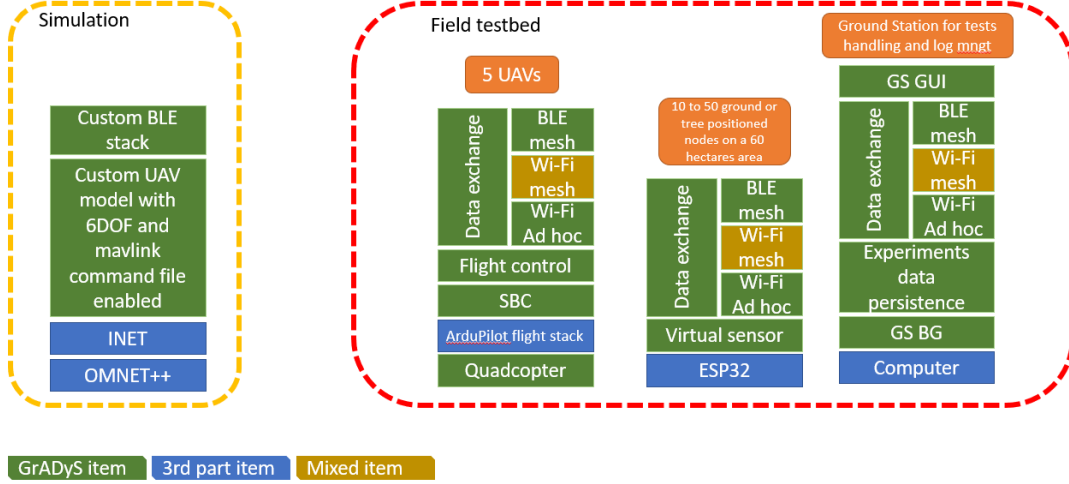 Simulation
Custom BLE
stack
Custom UAV
model with
6DOF and
mavlink
command file
enabled
INET
OMNET++
Field testbed
5 UAVs
Data exchange
BLE
mesh
Wi-Fi
mesh
Wi-Fi
Ad hoc
Flight control
SBC
ArduPilot flight stack
Quadcopter
10 to 50 ground or
tree positioned
nodes on a 60
hectares area
Data exchange
BLE
mesh
Wi-Fi
mesh
Wi-Fi
Ad hoc
Virtual sensor
ESP32
Ground Station for tests
handling and log mngt
GS GUI
Data exchange
BLE
mesh
Wi-Fi
mesh
Wi-Fi
Ad hoc
Experiments
data
persistence
GS BG
Computer
GrADyS item
3rd part item
Mixed item